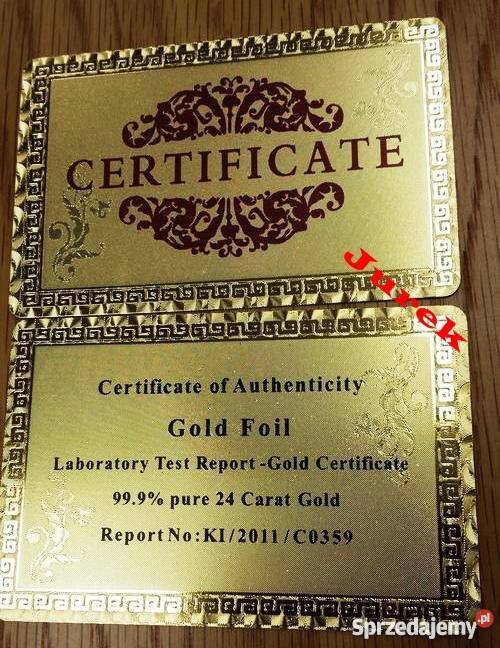 CERTIFICATE
Jurek
Certificate of Authenticity
Gold Foil
Laboratory Test Report-Gold Certificate
99.9% pure 24 Carat Gold
Report No:KI/2011/C0359
Sprzedajemy.pl